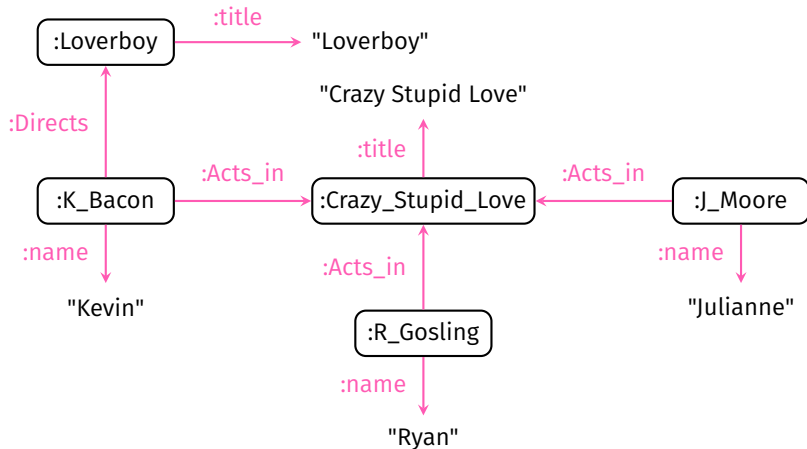 :title
:Loverboy
"Loverboy"
"Crazy Stupid Love"
:Directs
:title
:Acts_in
:Acts_in
:K_Bacon
:Crazy_Stupid_Love
:J_Moore
:name
:Acts_in
:name
"Kevin"
"Julianne"
:R_Gosling
:name
"Ryan"